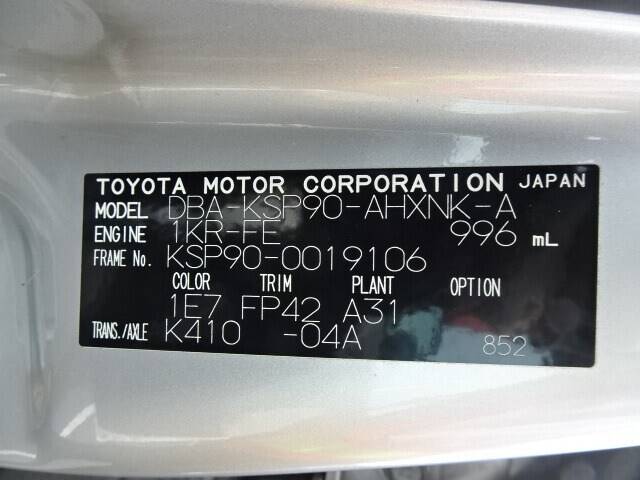 TOYOTA MOTOR CORPORATION JAPAN
MODEL DBA-KSP90-AHXNK-A
ENGINE 1KR-FE 996 mL
FRAME No. KSP90-0019106
COLOR TRIM PLANT OPTION
1E7 FP42 A31
TRANS./AXLE K410 -04A 852